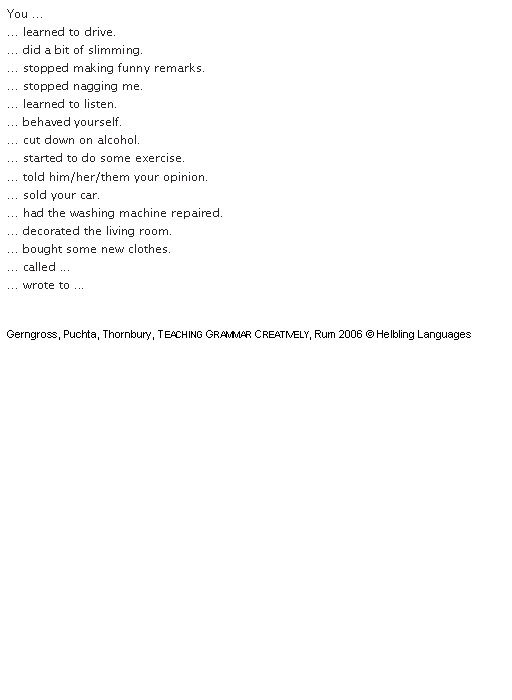 You ...
... learned to drive.
... did a bit of slimming.
... stopped making funny remarks.
... stopped nagging me.
... learned to listen.
... behaved yourself.
... cut down on alcohol.
... started to do some exercise.
... told him/her/them your opinion.
... sold your car.
... had the washing machine repaired.
... decorated the living room.
... bought some new clothes.
... called ...
... wrote to ...
Gerngross, Puchta, Thornbury, TEACHING GRAMMAR CREATIVELY, Rum 2006 © Helbling Languages